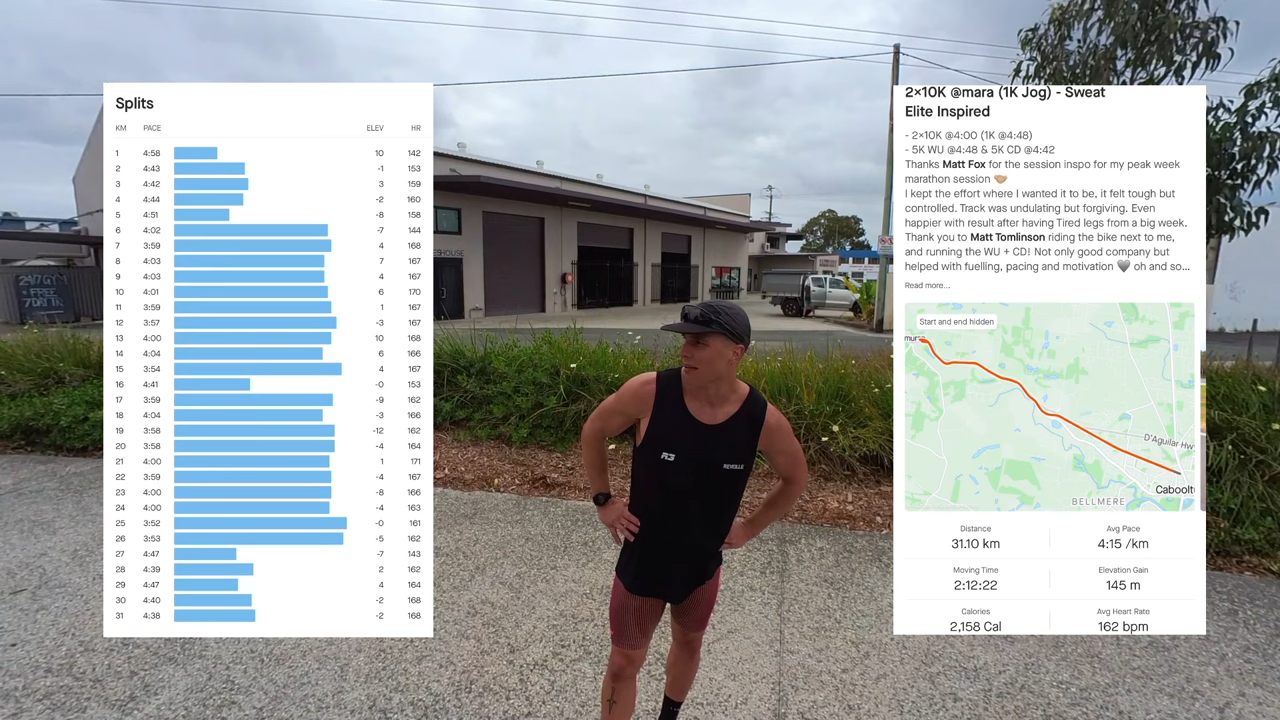 Splits
KM PACE ELEV HR
1 4:58 10 142
2 4:43 -1 153
3 4:42 3 159
4 4:44 -2 160
5 4:51 -8 158
6 4:02 -7 144
7 3:59 4 168
8 4:03 7 167
9 4:03 4 167
10 4:01 6 170
11 3:59 1 167
12 3:57 -3 167
13 4:00 10 168
14 4:04 6 166
15 3:54 4 167
16 4:41 -0 153
17 3:59 -9 162
18 4:04 -3 166
19 3:58 -12 162
20 3:58 -4 164
21 4:00 1 171
22 3:59 -4 167
23 4:00 -8 166
24 4:00 -4 163
25 3:52 -0 161
26 3:53 -5 162
27 4:47 -7 143
28 4:39 2 162
29 4:47 4 164
30 4:40 -2 168
31 4:38 -2 168
24/7 GYM
+ FREE
REVOLLE
2×10K @mara (1K Jog) - Sweat
Elite Inspired
- 2×10K @4:00 (1K @4:48)
- 5K WU @4:48 & 5K CD @4:42
Thanks Matt Fox for the session inspo for my peak week
marathon session 🤝🏼
I kept the effort where I wanted it to be, it felt tough but
controlled. Track was undulating but forgiving. Even
happier with result after having Tired legs from a big week.
Thank you to Matt Tomlinson riding the bike next to me,
and running the WU + CD! Not only good company but
helped with fuelling, pacing and motivation 🩶 oh and so...
Read more...
Start and end hidden
D'Aguilar Hw
Caboolt
BELLMERE
Distance Avg Pace
31.10 km 4:15 /km
Moving Time Elevation Gain
2:12:22 145 m
Calories Avg Heart Rate
2,158 Cal 162 bpm